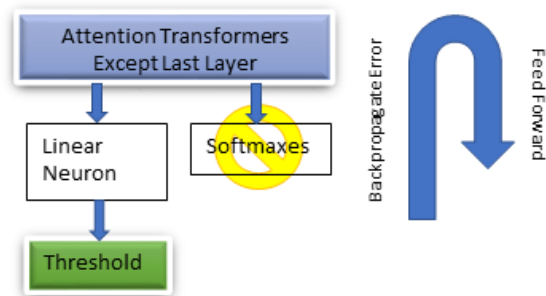 Attention Transformers
Except Last Layer
Linear
Neuron
Softmaxes
Threshold
Backpropagate Error
Feed Forward